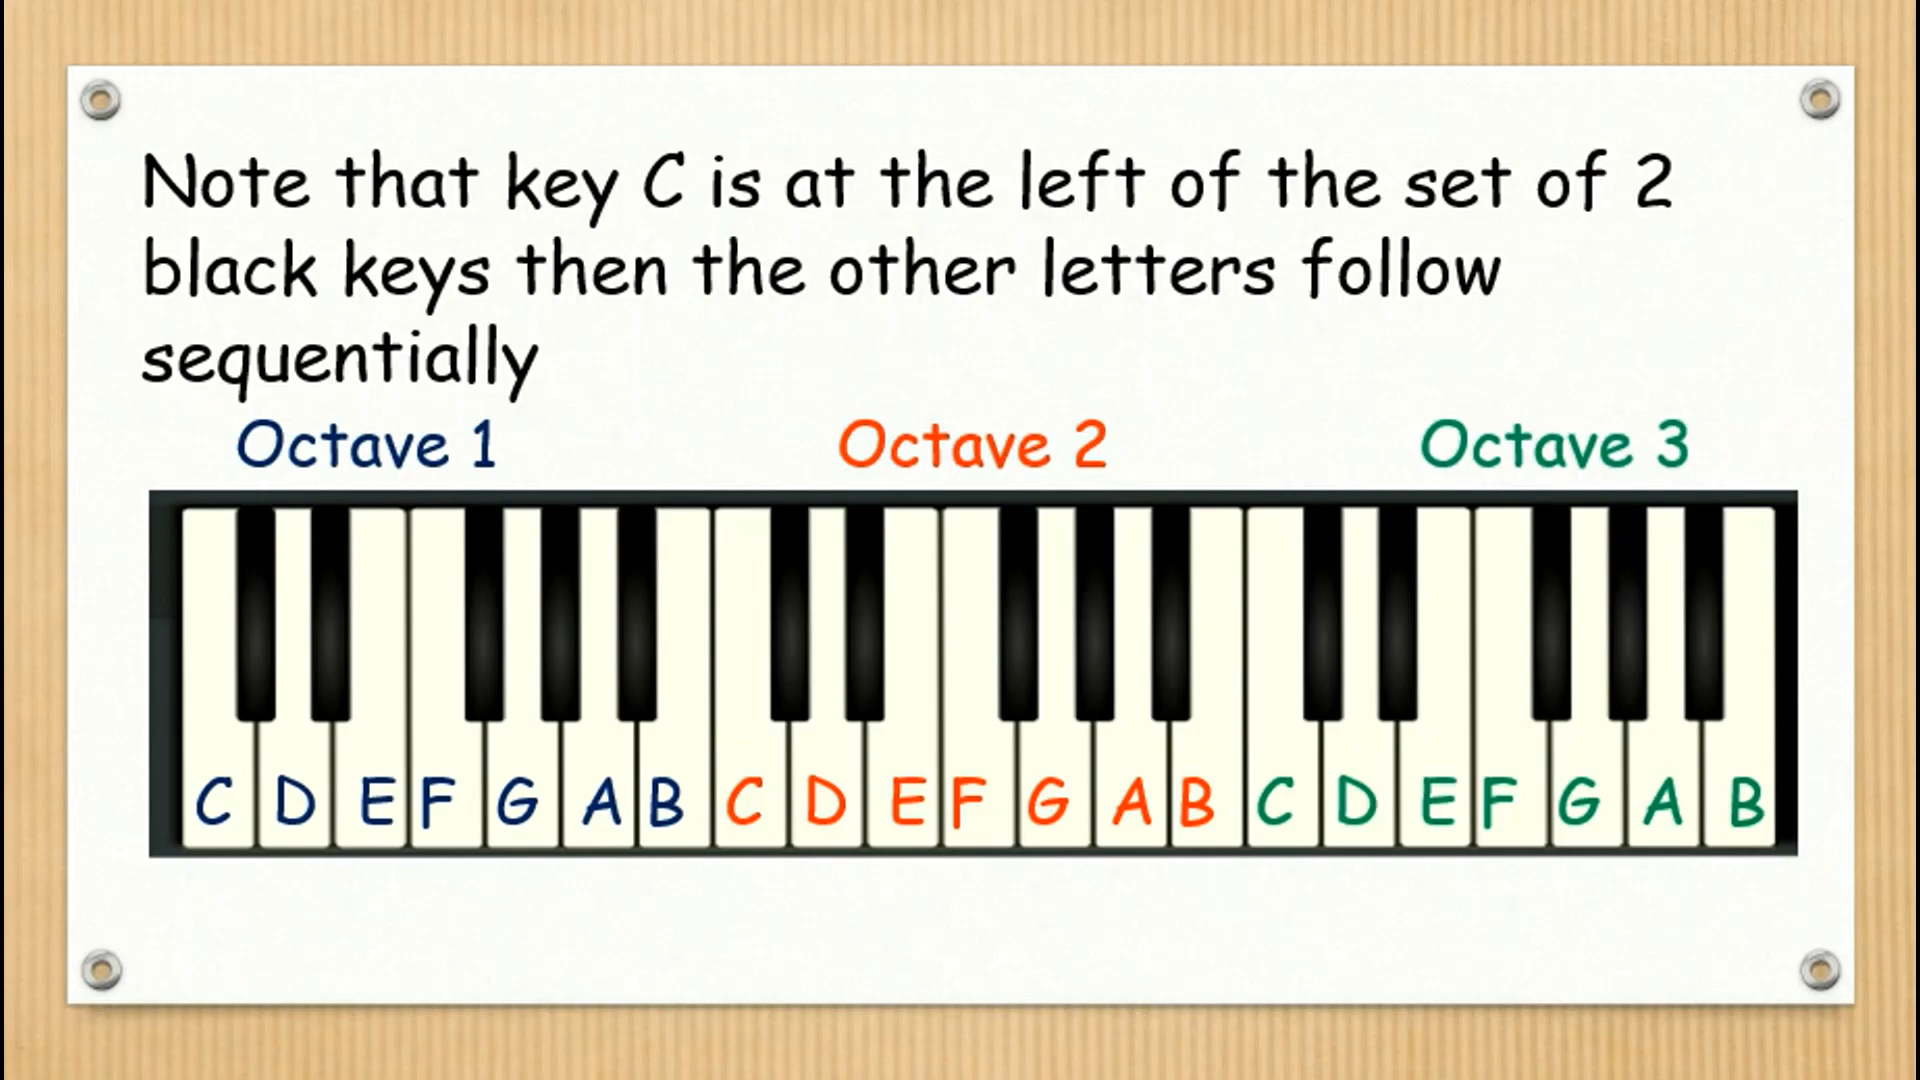 Note that key C is at the left of the set of 2
black keys then the other letters follow
sequentially
Octave 1 Octave 2 Octave 3
C D E F G A B C D E F G A B C D E F G A B